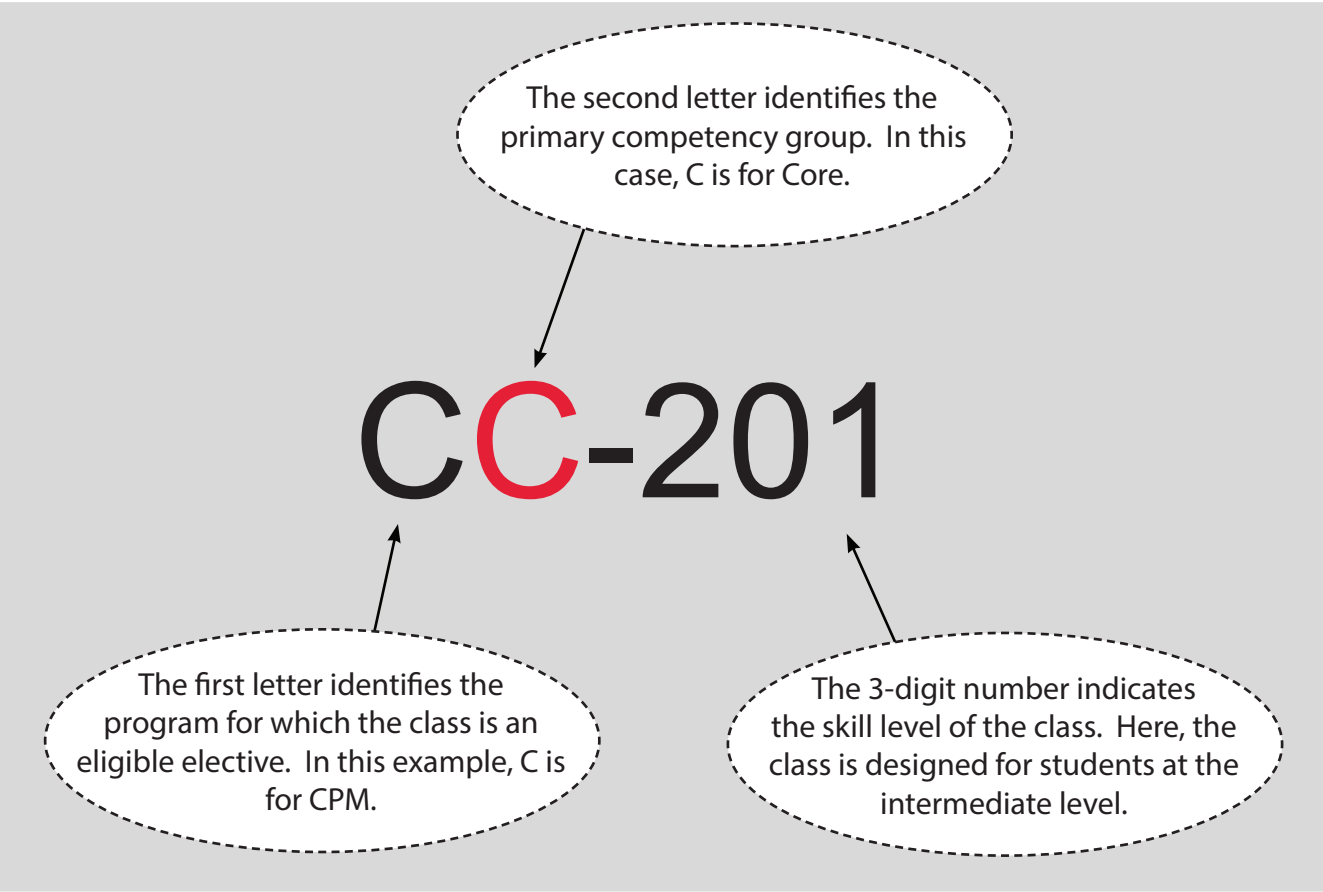 The second letter identifies the
primary competency group.  In this
case, C is for Core.
CC-201
The first letter identifies the
program for which the class is an
eligible elective.  In this example, C is
for CPM.
The 3-digit number indicates
the skill level of the class.  Here, the
class is designed for students at the
intermediate level.